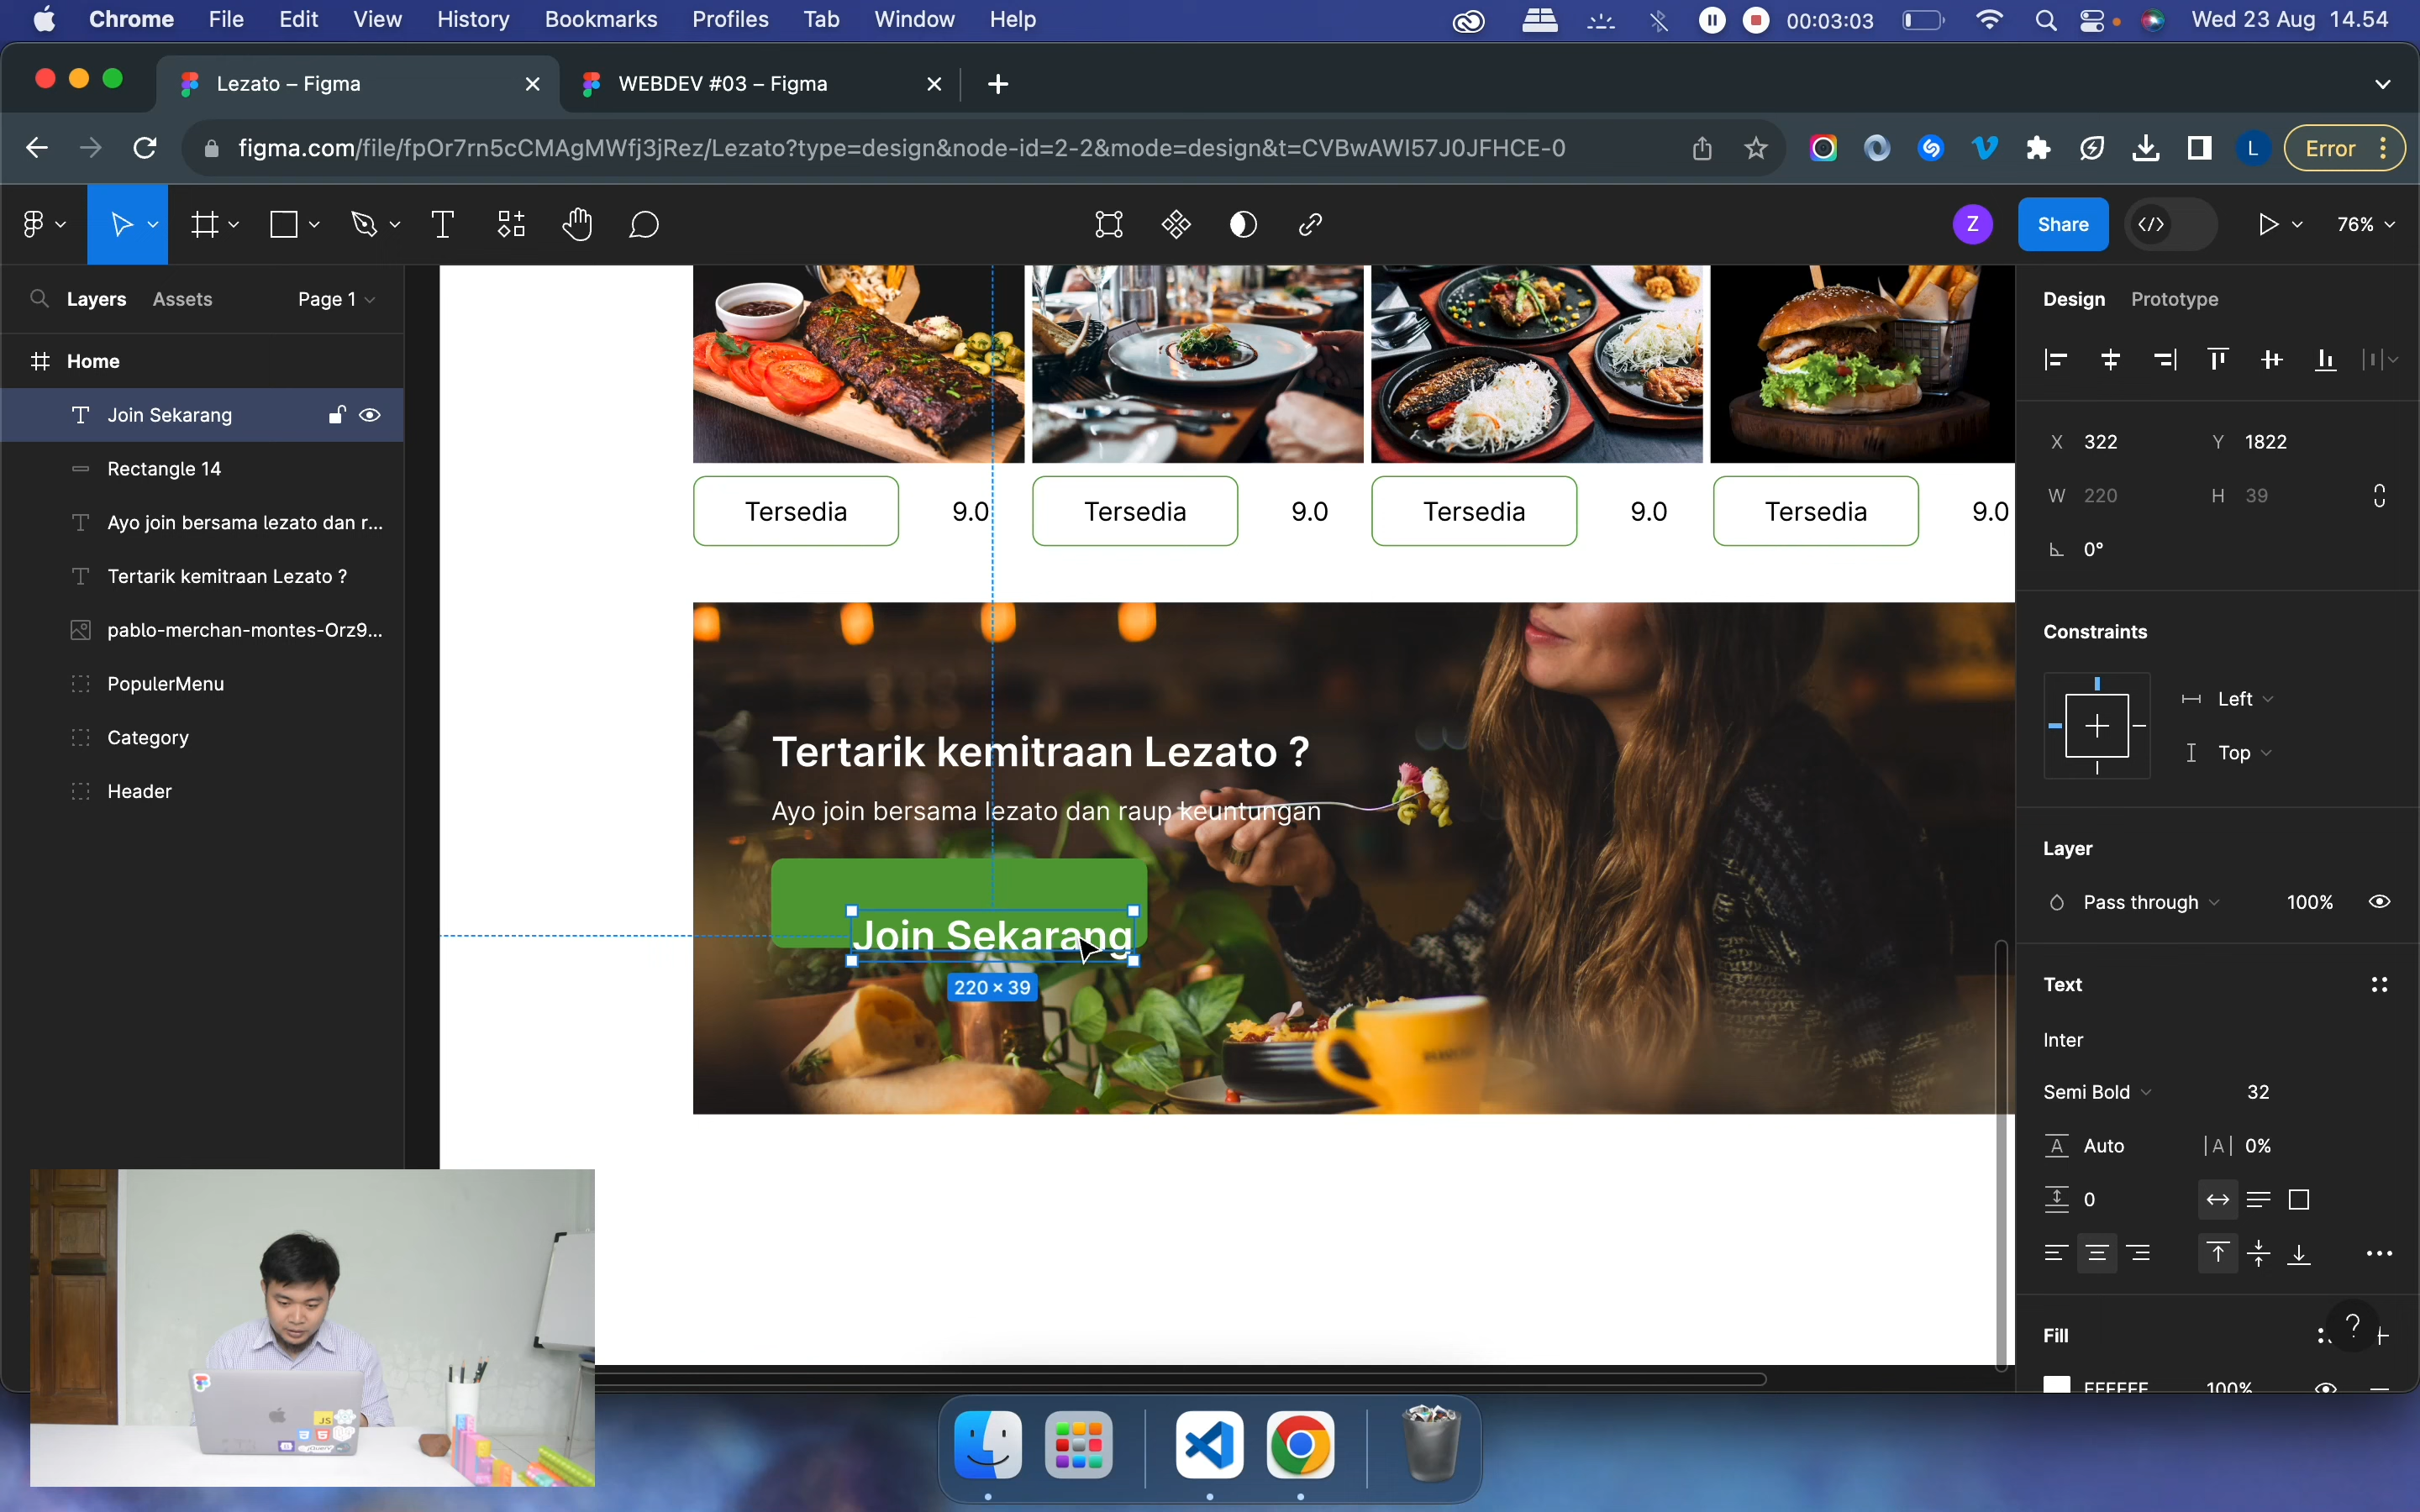 Chrome File Edit View History Bookmarks Profiles Tab Window Help 00:03:03 Wed 23 Aug 14.54
Lezato – Figma WEBDEV #03 – Figma
figma.com/file/fpOr7rn5cCMAgMWfj3jRez/Lezato?type=design&node-id=2-2&mode=design&t=CVBwAWI57J0JFHCE-0 L Error
Z Share 76%
Layers Assets Page 1
Home
Join Sekarang
Rectangle 14
Ayo join bersama lezato dan r...
Tertarik kemitraan Lezato ?
pablo-merchan-montes-Orz9...
PopulerMenu
Category
Header
Tersedia 9.0 Tersedia 9.0 Tersedia 9.0 Tersedia 9.0
Tertarik kemitraan Lezato ?
Ayo join bersama lezato dan raup keuntungan
Join Sekarang
220 × 39
Design Prototype
X 322 Y 1822
W 220 H 39
0°
Constraints
Left
Top
Layer
Pass through 100%
Text
Inter
Semi Bold 32
Auto 0%
0
Fill
?
FFFFFF 100%
JS